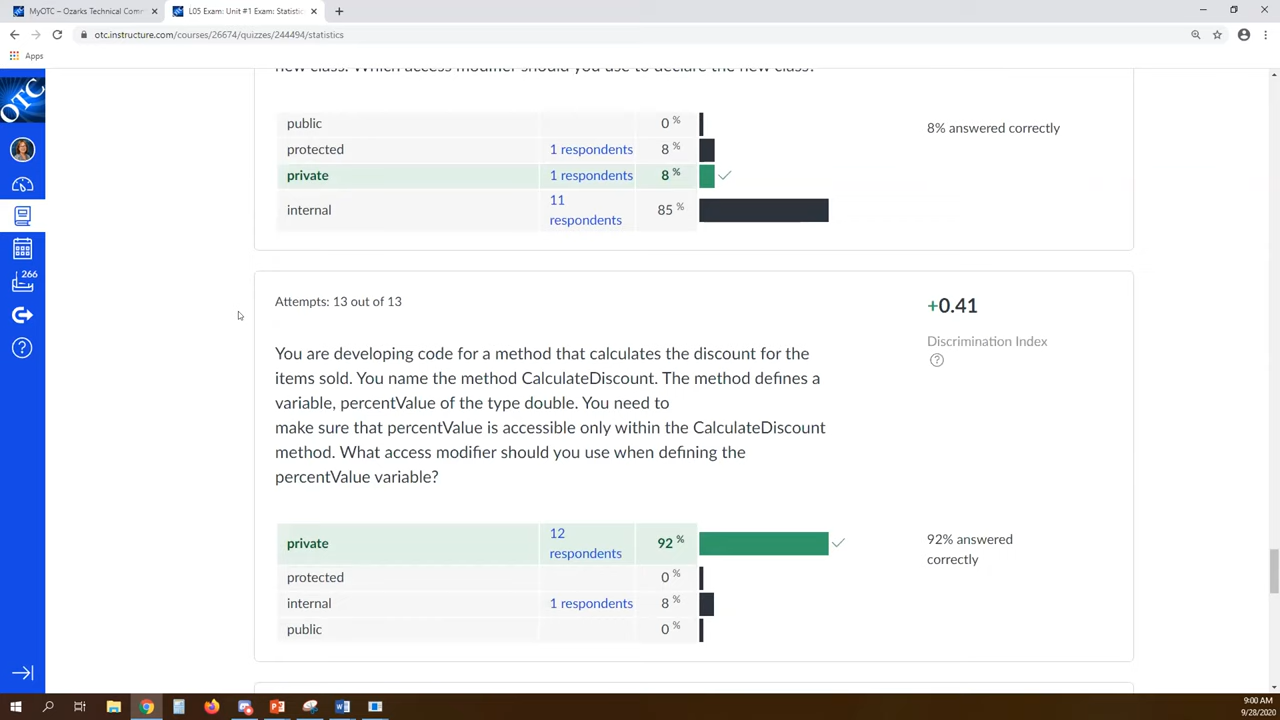 MyOTC – Ozarks Technical Comm
L05 Exam: Unit #1 Exam: Statistic
otc.instructure.com/courses/26674/quizzes/244494/statistics
Apps
OTC
266
new class. Which access modifier should you use to declare the new class?
public 0 %
protected 1 respondents 8 %
private 1 respondents 8 %
internal 11 respondents 85 %
8% answered correctly
Attempts: 13 out of 13
+0.41
Discrimination Index
You are developing code for a method that calculates the discount for the
items sold. You name the method CalculateDiscount. The method defines a
variable, percentValue of the type double. You need to
make sure that percentValue is accessible only within the CalculateDiscount
method. What access modifier should you use when defining the
percentValue variable?
private 12 respondents 92 %
protected 0 %
internal 1 respondents 8 %
public 0 %
92% answered
correctly
9:00 AM
9/28/2020